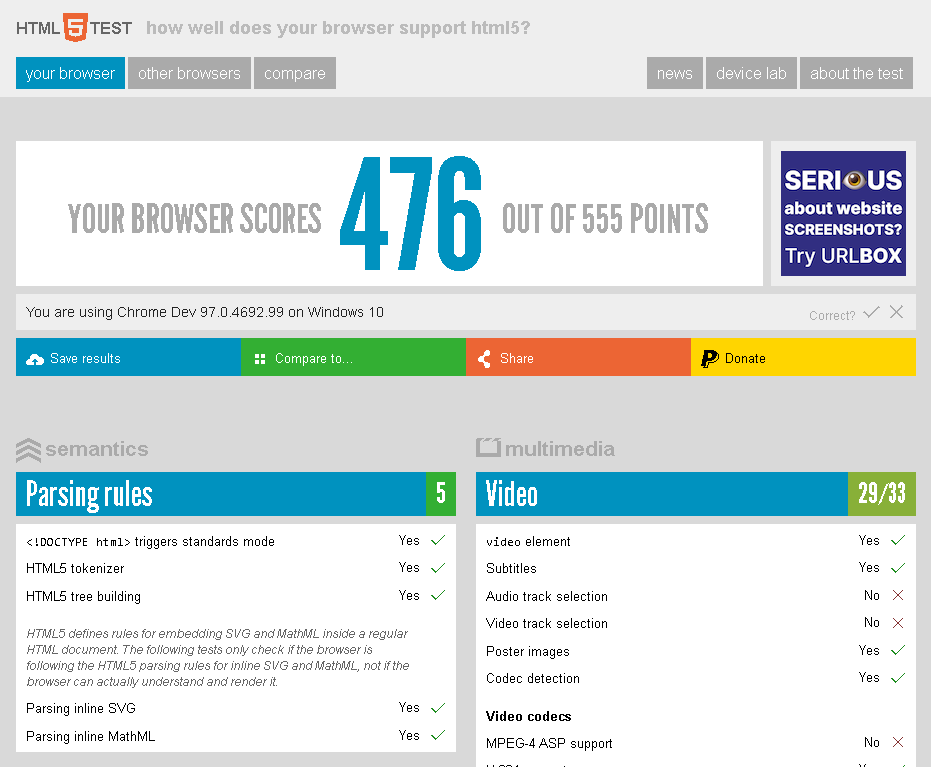 HTML 5 TEST how well does your browser support html5?
your browser other browsers compare news device lab about the test
YOUR BROWSER SCORES 476 OUT OF 555 POINTS
SERIOUS
about website
SCREENSHOTS?
Try URLBOX
You are using Chrome Dev 97.0.4692.99 on Windows 10 Correct?
Save results Compare to... Share Donate
semantics
Parsing rules 5
<!DOCTYPE html> triggers standards mode Yes
HTML5 tokenizer Yes
HTML5 tree building Yes
HTML5 defines rules for embedding SVG and MathML inside a regular
HTML document. The following tests only check if the browser is
following the HTML5 parsing rules for inline SVG and MathML, not if the
browser can actually understand and render it.
Parsing inline SVG Yes
Parsing inline MathML Yes
multimedia
Video 29/33
video element Yes
Subtitles Yes
Audio track selection No
Video track selection No
Poster images Yes
Codec detection Yes
Video codecs
MPEG-4 ASP support No